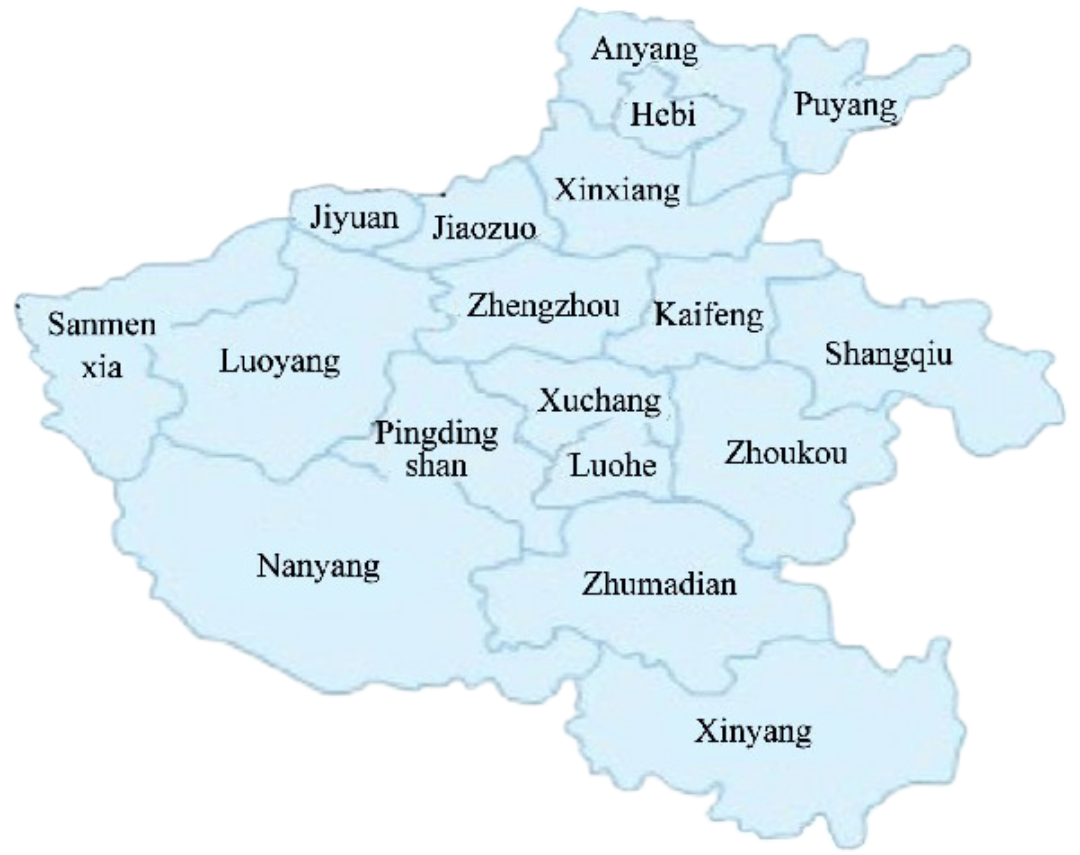 Anyang
Hebi
Puyang
Xinxiang
Jiyuan
Jiaozuo
Zhengzhou
Kaifeng
Sanmen
xia
Luoyang
Shangqiu
Xuchang
Pingding
shan
Luohe
Zhoukou
Nanyang
Zhumadian
Xinyang